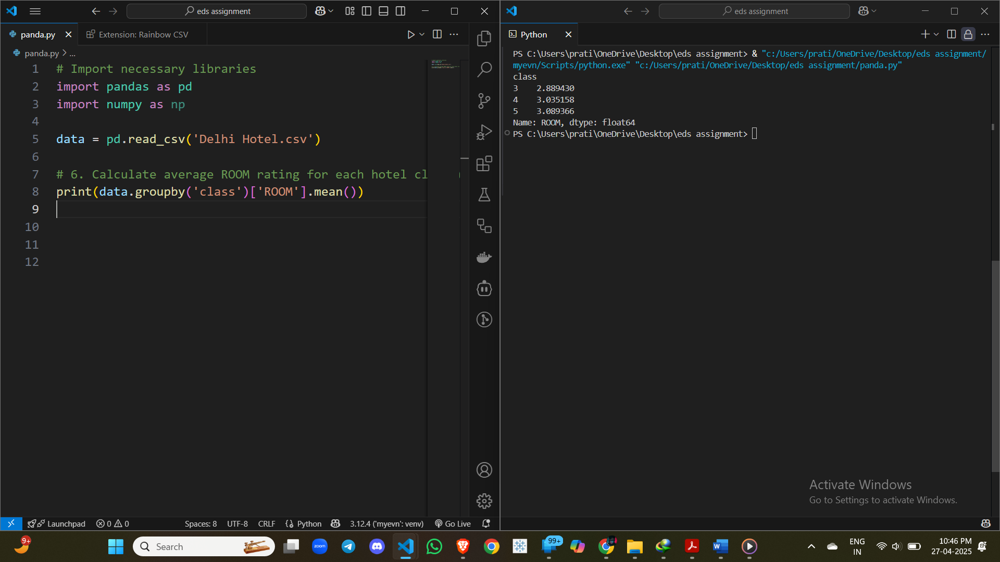 eds assignment
panda.py
Extension: Rainbow CSV
panda.py > ...
1 # Import necessary libraries
2 import pandas as pd
3 import numpy as np
4
5 data = pd.read_csv('Delhi Hotel.csv')
6
7 # 6. Calculate average ROOM rating for each hotel cl
8 print(data.groupby('class')['ROOM'].mean())
9
10
11
12
Launchpad 0 0 Spaces: 8 UTF-8 CRLF Python 3.12.4 ('myevn': venv) Go Live
eds assignment
Python
PS C:\Users\prati\OneDrive\Desktop\eds assignment> & "c:/Users/prati/OneDrive/Desktop/eds assignment/
myevn/Scripts/python.exe" "c:/Users/prati/OneDrive/Desktop/eds assignment/panda.py"
class
3 2.889430
4 3.035158
5 3.089366
Name: ROOM, dtype: float64
PS C:\Users\prati\OneDrive\Desktop\eds assignment>
Activate Windows
Go to Settings to activate Windows.
9+
Search
zoom
99+
ENG
IN
10:46 PM
27-04-2025